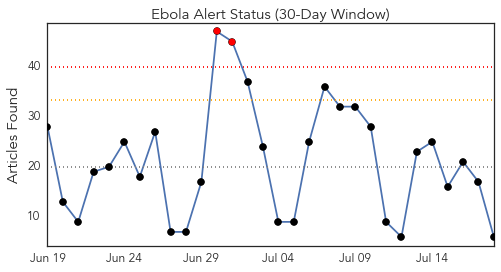 Ebola Alert Status (30-Day Window)
Articles Found
40
30
20
10
Jun 19 Jun 24 Jun 29 Jul 04 Jul 09 Jul 14